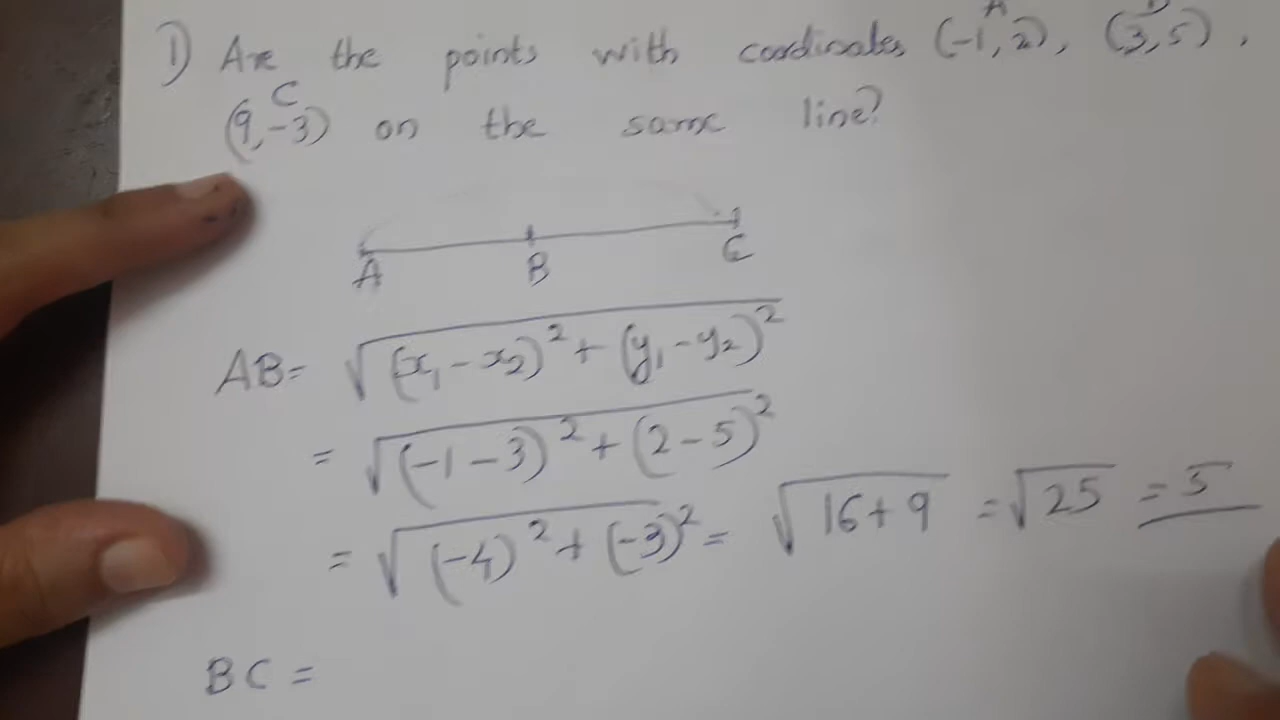 1) Are the points with coordinates (-1,2), (3,5),
A
C
(9,-3) on the same line?
A B C
AB= √(x₁-x₂)²+(y₁-y₂)²
= √(-1-3)²+(2-5)²
= √(-4)²+(-3)² = √16+9 = √25 = 5
BC =